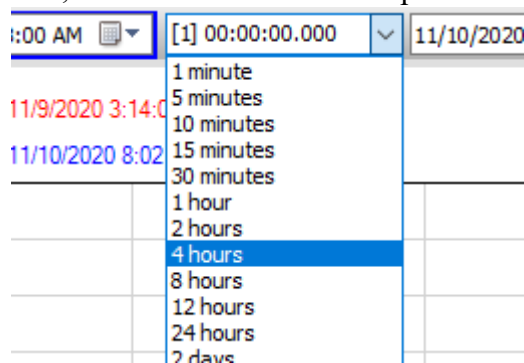 :00 AM [1] 00:00:00.000 11/10/2020
1 minute
5 minutes
11/9/2020 3:14:0
10 minutes
11/10/2020 8:02
15 minutes
30 minutes
1 hour
2 hours
4 hours
8 hours
12 hours
24 hours
2 days